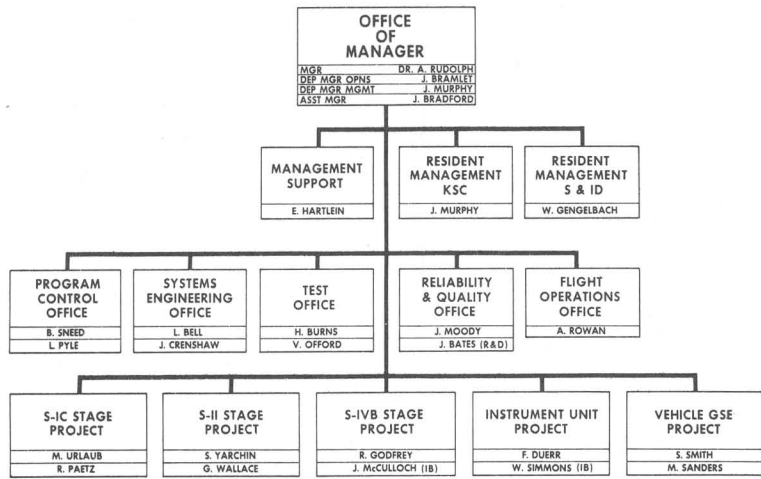 OFFICE
OF
MANAGER
MGR DR. A. RUDOLPH
DEP MGR OPNS J. BRAMLET
DEP MGR MGMT J. MURPHY
ASST MGR J. BRADFORD
MANAGEMENT
SUPPORT
E. HARTLEIN
RESIDENT
MANAGEMENT
KSC
J. MURPHY
RESIDENT
MANAGEMENT
S & ID
W. GENGELBACH
PROGRAM
CONTROL
OFFICE
B. SNEED
L. PYLE
SYSTEMS
ENGINEERING
OFFICE
L. BELL
J. CRENSHAW
TEST
OFFICE
H. BURNS
V. OFFORD
RELIABILITY
& QUALITY
OFFICE
J. MOODY
J. BATES (R&D)
FLIGHT
OPERATIONS
OFFICE
A. ROWAN
S-IC STAGE
PROJECT
M. URLAUB
R. PAETZ
S-II STAGE
PROJECT
S. YARCHIN
G. WALLACE
S-IVB STAGE
PROJECT
R. GODFREY
J. McCULLOCH (IB)
INSTRUMENT UNIT
PROJECT
F. DUERR
W. SIMMONS (IB)
VEHICLE GSE
PROJECT
S. SMITH
M. SANDERS